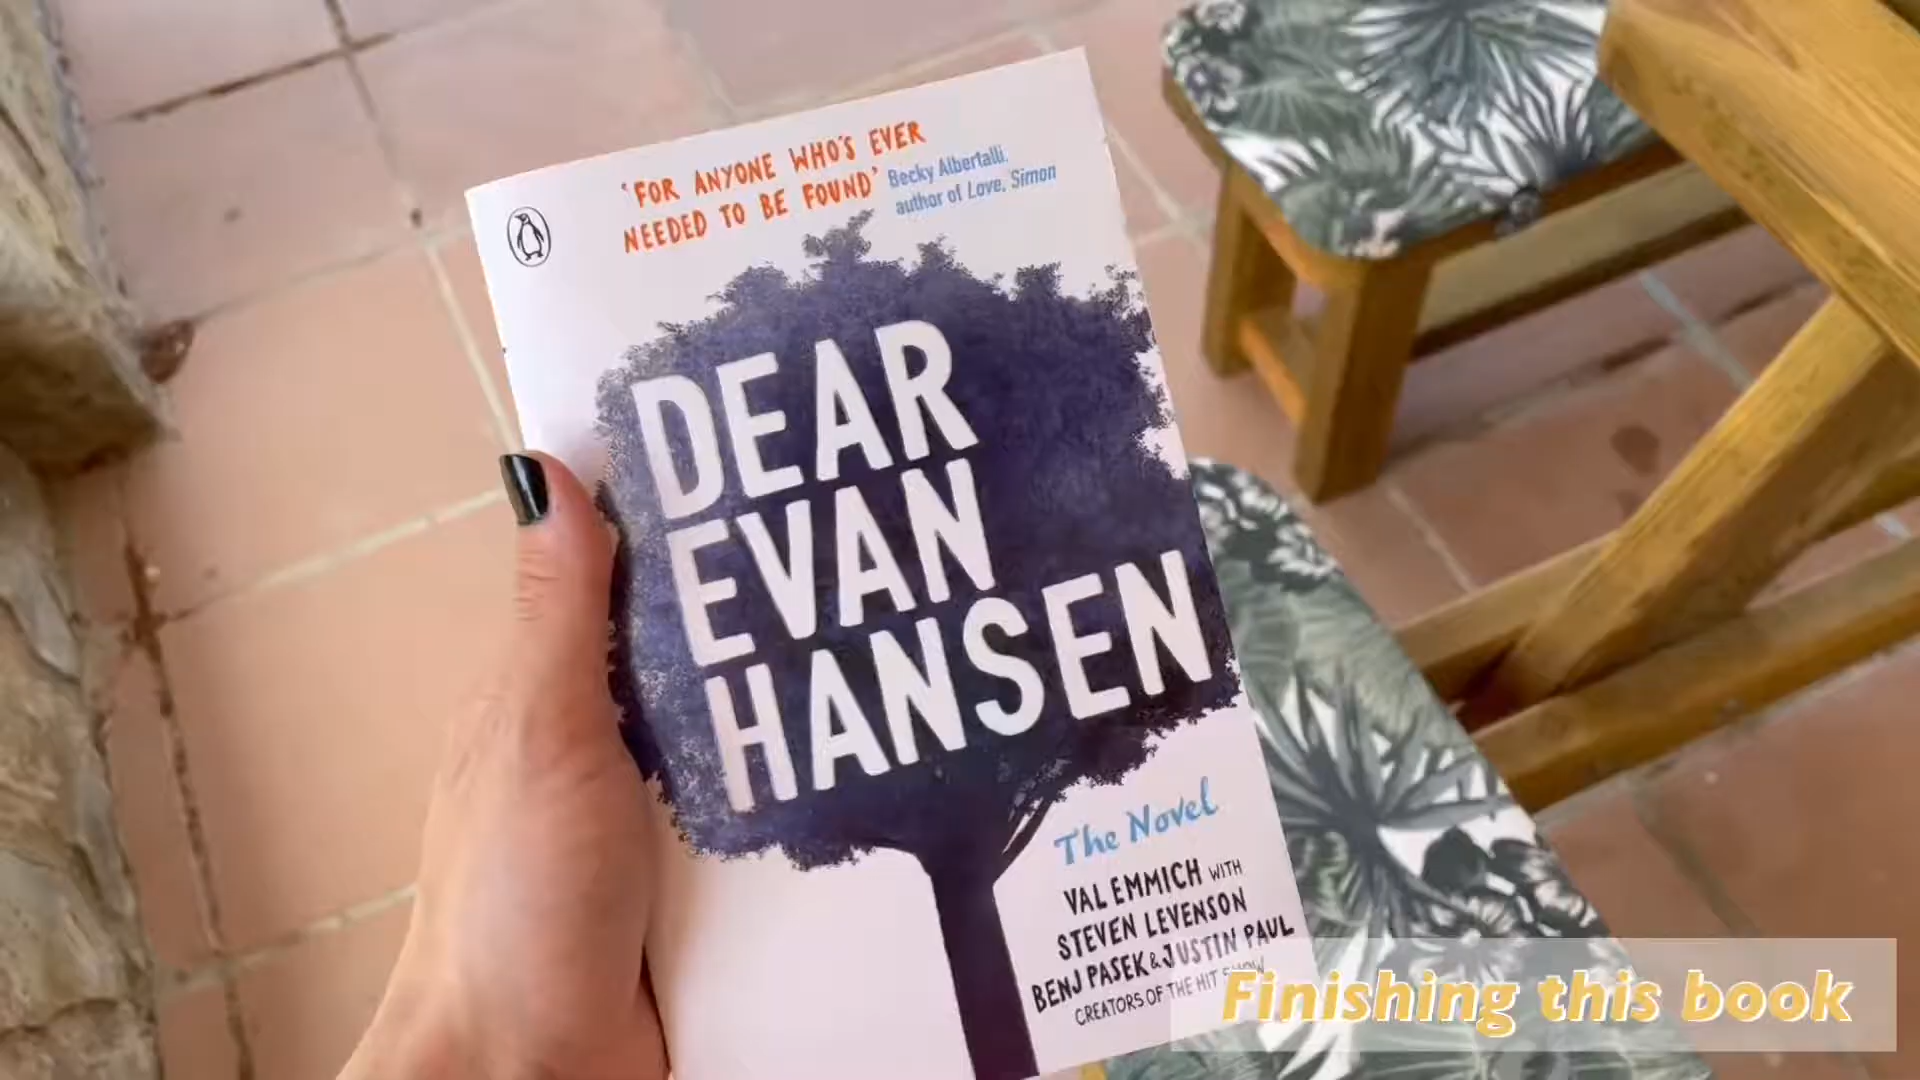 'FOR ANYONE WHO'S EVER
NEEDED TO BE FOUND'
Becky Albertalli,
author of Love, Simon
DEAR
EVAN
HANSEN
The Novel
VAL EMMICH WITH
STEVEN LEVENSON
BENJ PASEK & JUSTIN PAUL
CREATORS OF THE HIT SHOW
Finishing this book